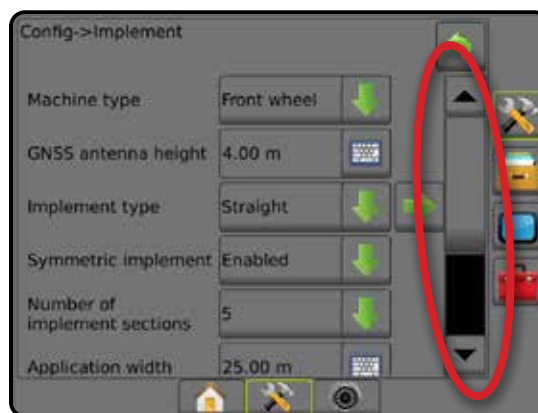 Config->Implement
Machine type Front wheel
GNSS antenna height 4.00 m
Implement type Straight
Symmetric implement Enabled
Number of
implement sections 5
Application width 25.00 m